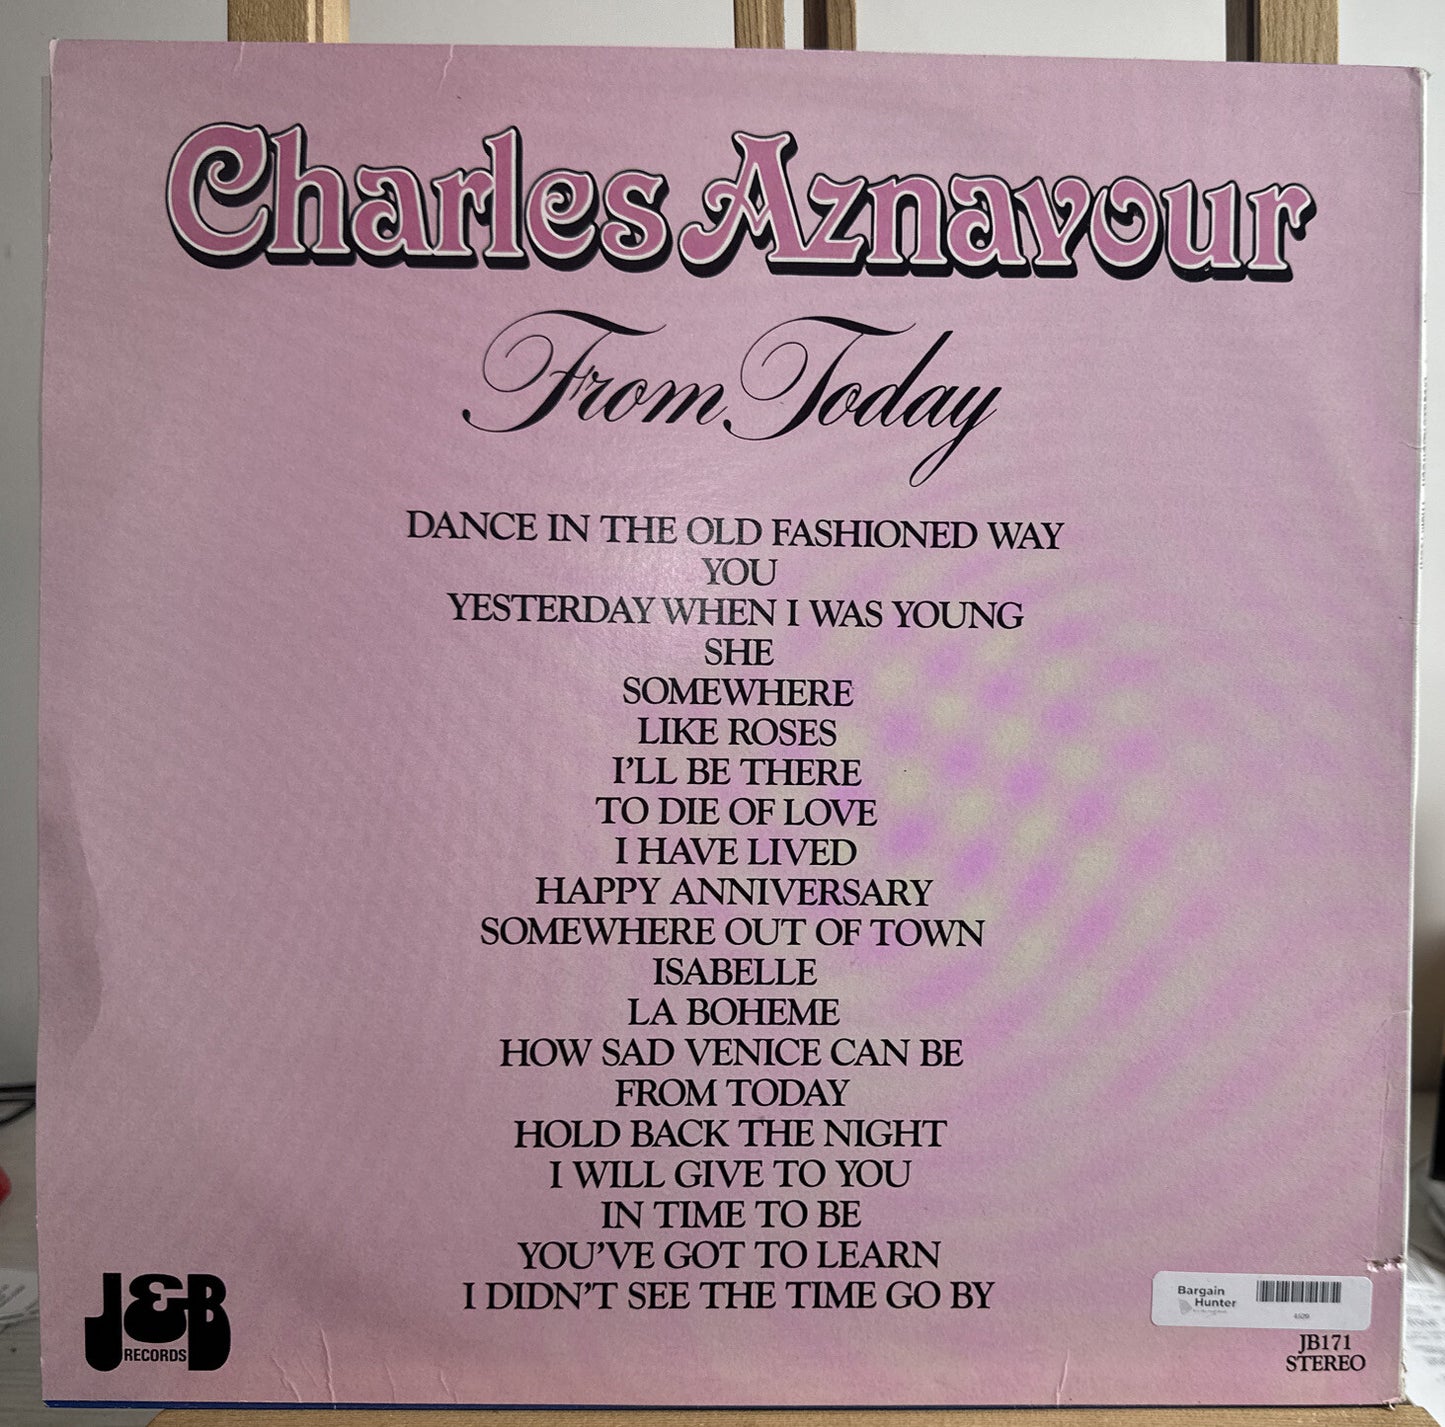 Charles Aznavour
From Today
DANCE IN THE OLD FASHIONED WAY
YOU
YESTERDAY WHEN I WAS YOUNG
SHE
SOMEWHERE
LIKE ROSES
I'LL BE THERE
TO DIE OF LOVE
I HAVE LIVED
HAPPY ANNIVERSARY
SOMEWHERE OUT OF TOWN
ISABELLE
LA BOHEME
HOW SAD VENICE CAN BE
FROM TODAY
HOLD BACK THE NIGHT
I WILL GIVE TO YOU
IN TIME TO BE
YOU'VE GOT TO LEARN
I DIDN'T SEE THE TIME GO BY
J&B
RECORDS
Bargain
Hunter
JB171
STEREO